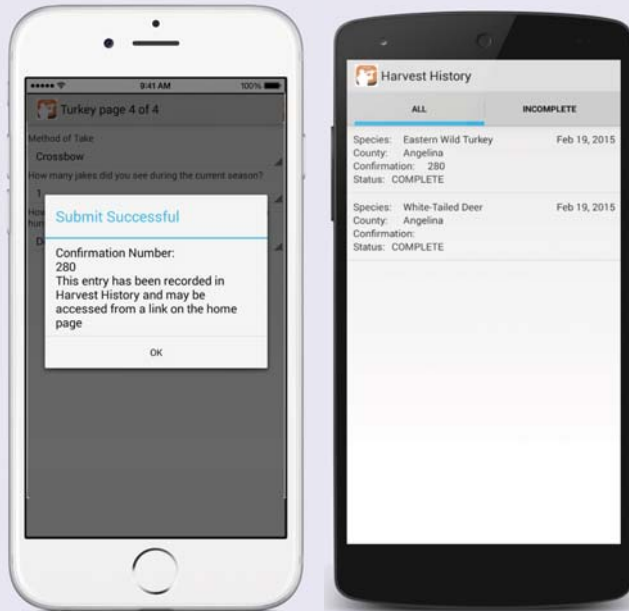 9:41 AM
100%
Turkey page 4 of 4
Method of Take
Crossbow
How many jakes did you see during the current season?
1
Submit Successful
Confirmation Number:
280
This entry has been recorded in
Harvest History and may be
accessed from a link on the home
page
OK
Harvest History
ALL
INCOMPLETE
Species: Eastern Wild Turkey Feb 19, 2015
County: Angelina
Confirmation: 280
Status: COMPLETE
Species: White-Tailed Deer Feb 19, 2015
County: Angelina
Confirmation:
Status: COMPLETE